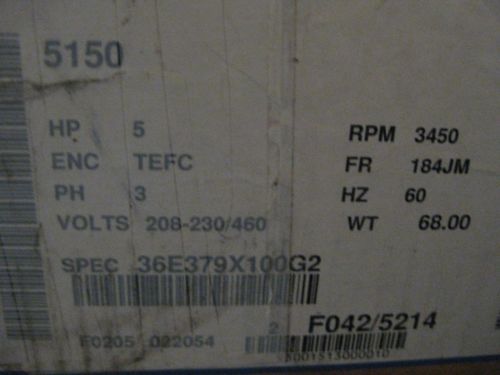 5150
HP 5 RPM 3450
ENC TEFC FR 184JM
PH 3 HZ 60
VOLTS 208-230/460 WT 68.00
SPEC 36E379X100G2
F0205 022054 2 F042/5214
5001513000010